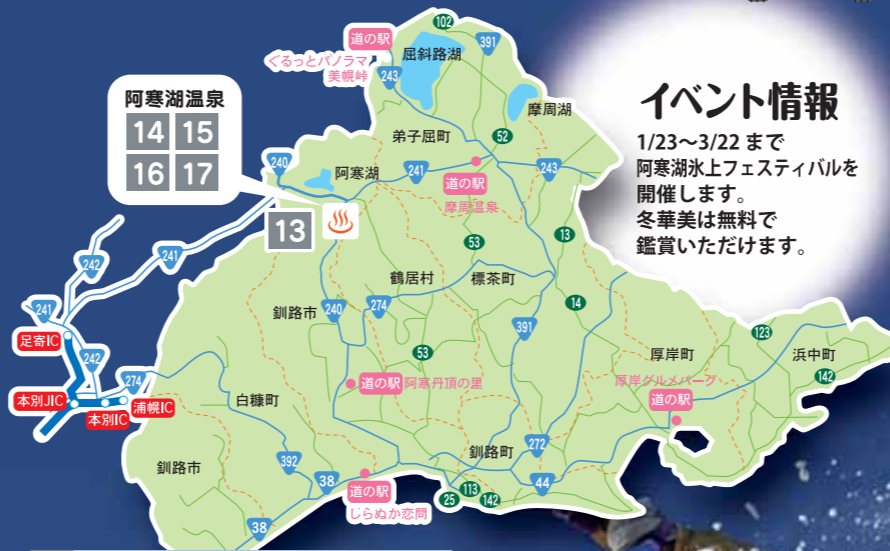 102
道の駅
391
屈斜路湖
ぐるっとパノラマ
美幌峠
243
阿寒湖温泉
14 15
16 17
イベント情報
1/23～3/22 まで
阿寒湖氷上フェスティバルを
開催します。
冬華美は無料で
鑑賞いただけます。
摩周湖
弟子屈町
52
240
阿寒湖
241
道の駅
摩周温泉
243
13
53
13
242
241
鶴居村
標茶町
14
釧路市
240
274
391
241
足寄IC
242
274
本別JIC
本別IC
浦幌IC
53
道の駅
阿寒丹頂の里
白糠町
厚岸町
123
浜中町
142
厚岸グルメパーク
道の駅
釧路市
392
38
38
道の駅
しらぬか恋問
釧路町
272
44
25
113
142